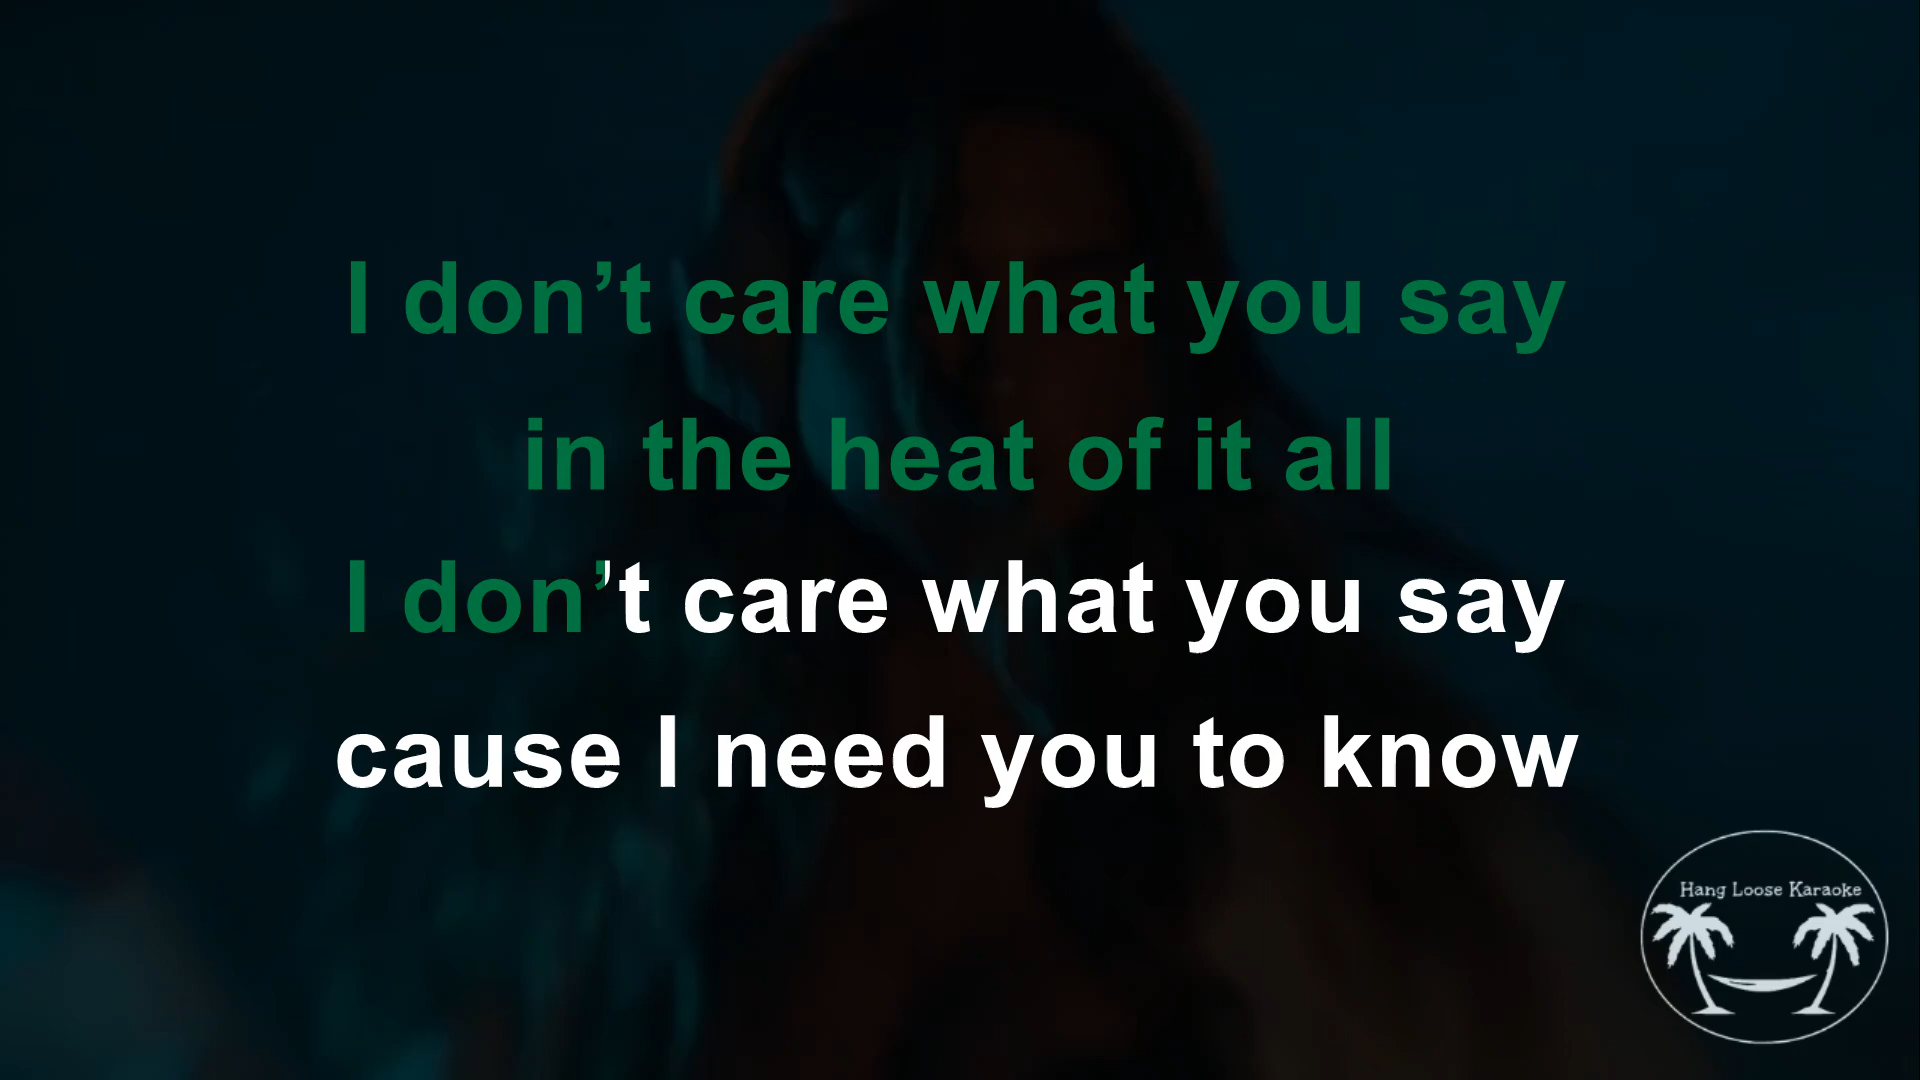 I don’t care what you say
in the heat of it all
I don’t care what you say
cause I need you to know
Hang Loose Karaoke